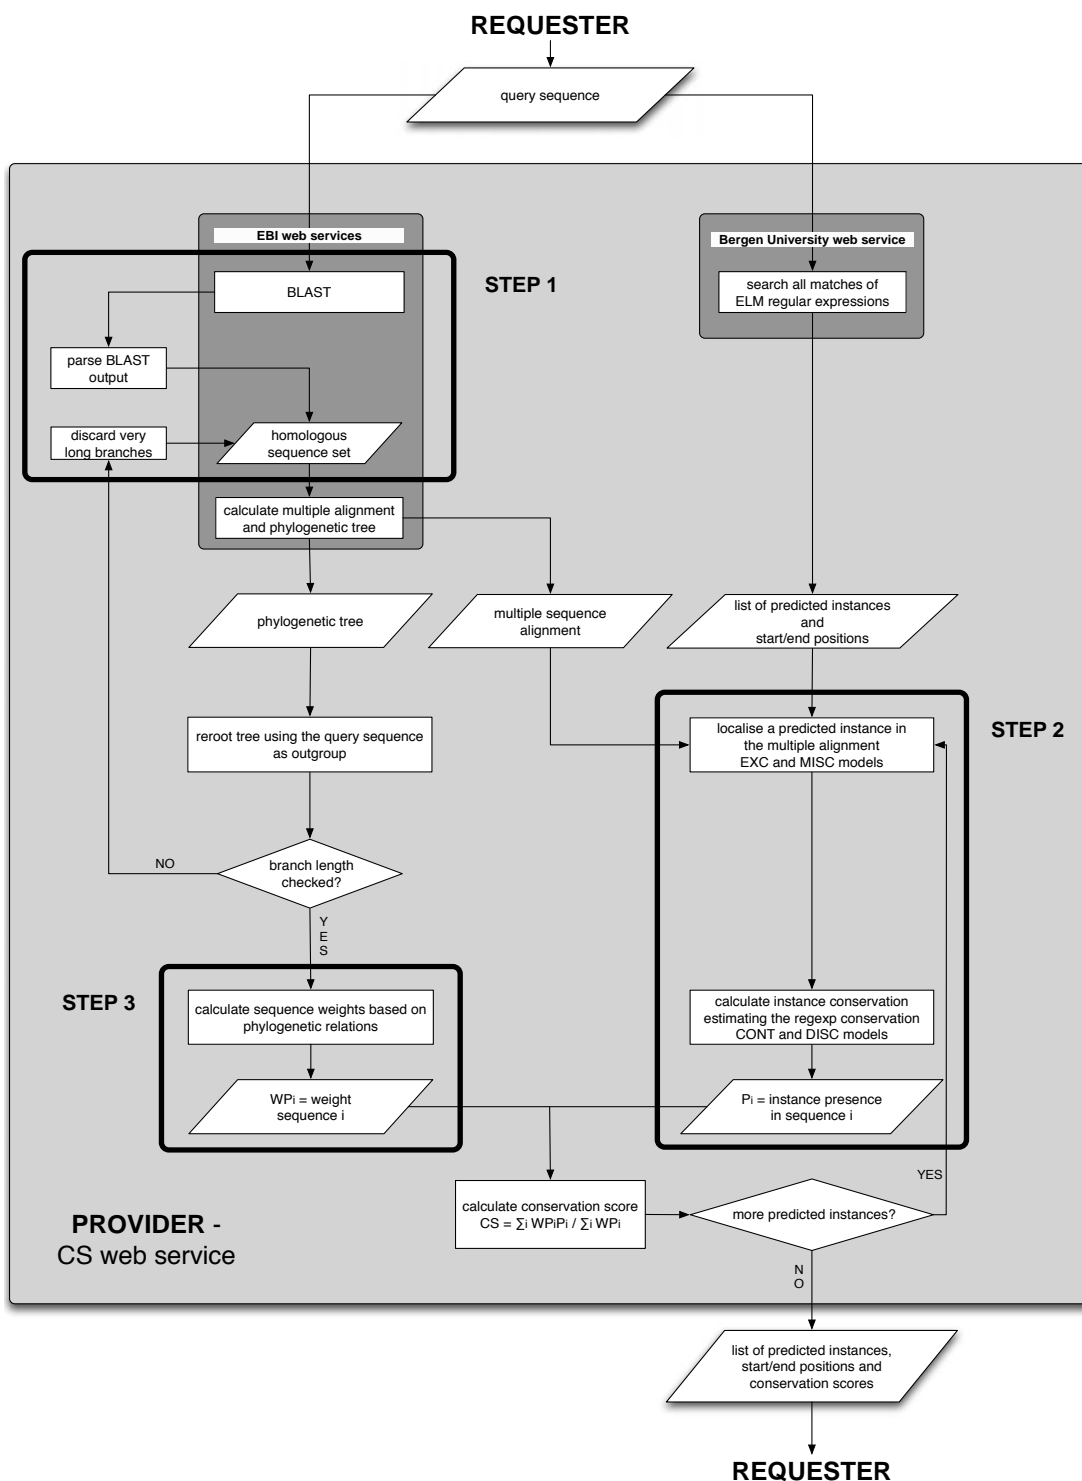 REQUESTER
query sequence
EBI web services
Bergen University web service
STEP 1
BLAST
search all matches of
ELM regular expressions
parse BLAST
output
discard very
long branches
homologous
sequence set
calculate multiple alignment
and phylogenetic tree
phylogenetic tree
multiple sequence
alignment
list of predicted instances
and
start/end positions
reroot tree using the query sequence
as outgroup
localise a predicted instance in
the multiple alignment
EXC and MISC models
STEP 2
NO
branch length
checked?
Y
E
S
STEP 3
calculate sequence weights based on
phylogenetic relations
calculate instance conservation
estimating the regexp conservation
CONT and DISC models
WPi = weight
sequence i
Pi = instance presence
in sequence i
YES
calculate conservation score
CS = ∑i WPiPi / ∑i WPi
more predicted instances?
PROVIDER -
CS web service
N
O
list of predicted instances,
start/end positions and
conservation scores
REQUESTER